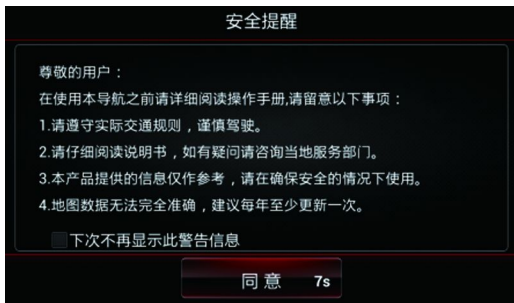 安全提醒
尊敬的用户：
在使用本导航之前请详细阅读操作手册,请留意以下事项：
1.请遵守实际交通规则，谨慎驾驶。
2.请仔细阅读说明书，如有疑问请咨询当地服务部门。
3.本产品提供的信息仅作参考，请在确保安全的情况下使用。
4.地图数据无法完全准确，建议每年至少更新一次。
下次不再显示此警告信息
同意 7s